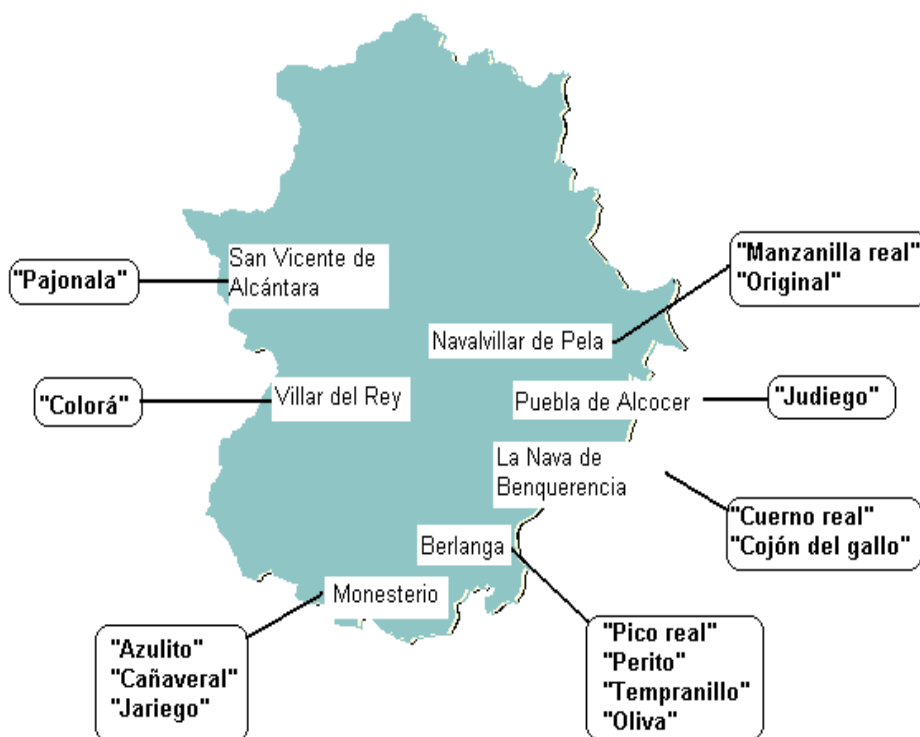 "Pajonala"
San Vicente de
Alcántara
"Manzanilla real"
"Original"
Navalvillar de Pela
"Colorá"
Villar del Rey
Puebla de Alcocer
"Judiego"
La Nava de
Benquerencia
"Cuerno real"
"Cojón del gallo"
Berlanga
Monesterio
"Azulito"
"Cañaveral"
"Jariego"
"Pico real"
"Perito"
"Tempranillo"
"Oliva"